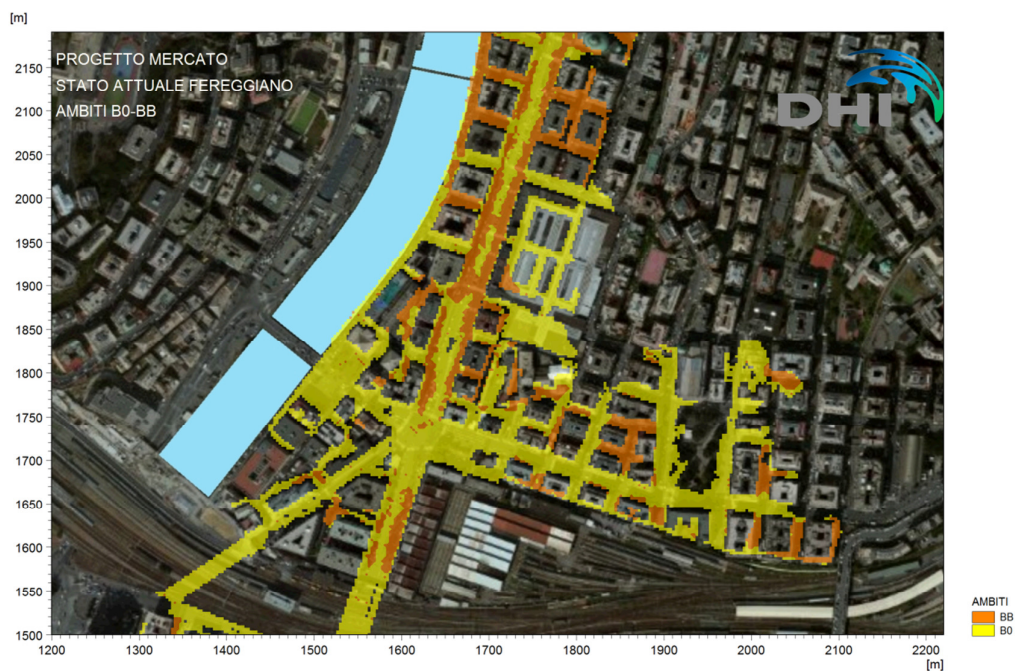 [m]
PROGETTO MERCATO
STATO ATTUALE FEREGGIANO
AMBITI B0-BB
DHI
2150
2100
2050
2000
1950
1900
1850
1800
1750
1700
1650
1600
1550
1500
1200 1300 1400 1500 1600 1700 1800 1900 2000 2100 2200
[m]
AMBITI
BB
B0